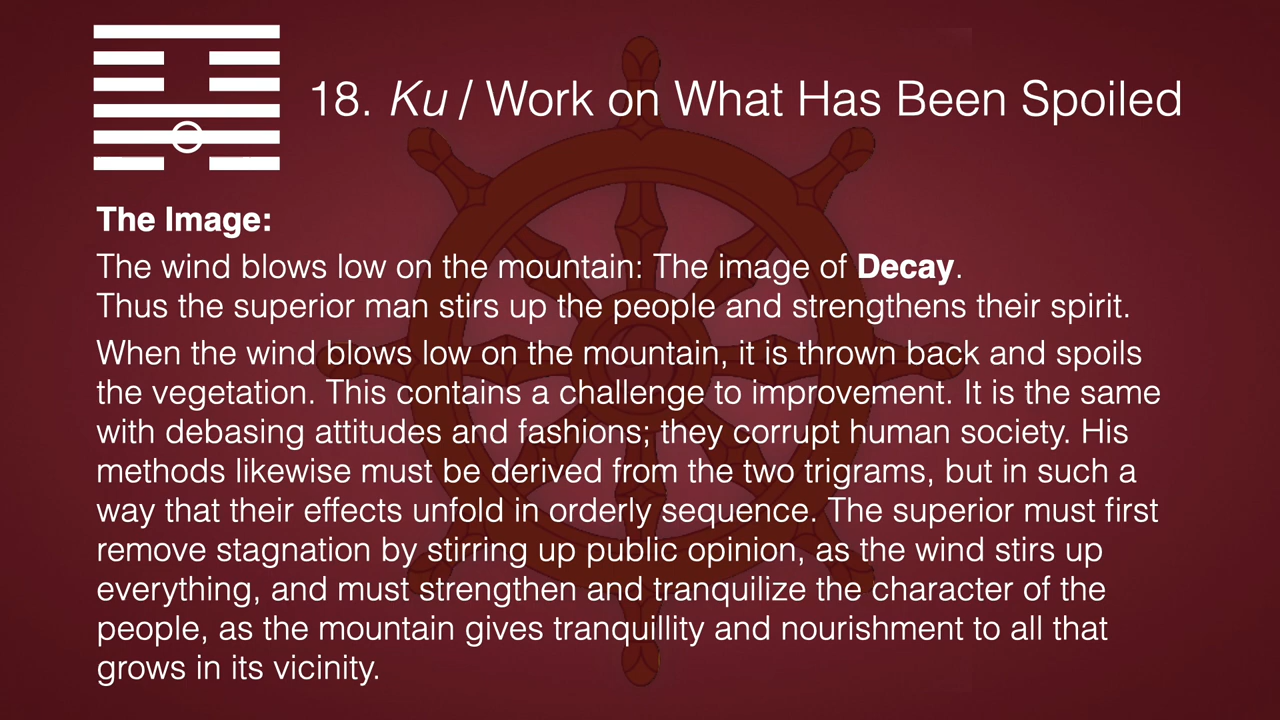 18. Ku / Work on What Has Been Spoiled
The Image:
The wind blows low on the mountain: The image of Decay.
Thus the superior man stirs up the people and strengthens their spirit.
When the wind blows low on the mountain, it is thrown back and spoils
the vegetation. This contains a challenge to improvement. It is the same
with debasing attitudes and fashions; they corrupt human society. His
methods likewise must be derived from the two trigrams, but in such a
way that their effects unfold in orderly sequence. The superior must first
remove stagnation by stirring up public opinion, as the wind stirs up
everything, and must strengthen and tranquilize the character of the
people, as the mountain gives tranquillity and nourishment to all that
grows in its vicinity.